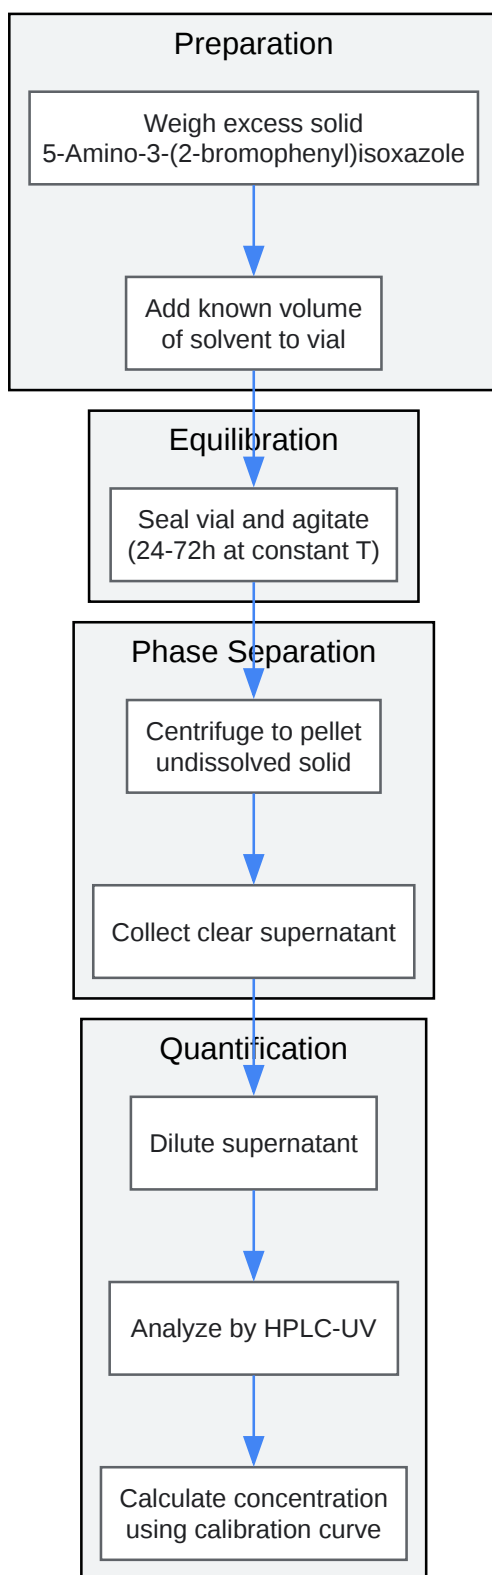 Preparation
Weigh excess solid
5-Amino-3-(2-bromophenyl)isoxazole
Add known volume
of solvent to vial
Equilibration
Seal vial and agitate
(24-72h at constant T)
Phase Separation
Centrifuge to pellet
undissolved solid
Collect clear supernatant
Quantification
Dilute supernatant
Analyze by HPLC-UV
Calculate concentration
using calibration curve